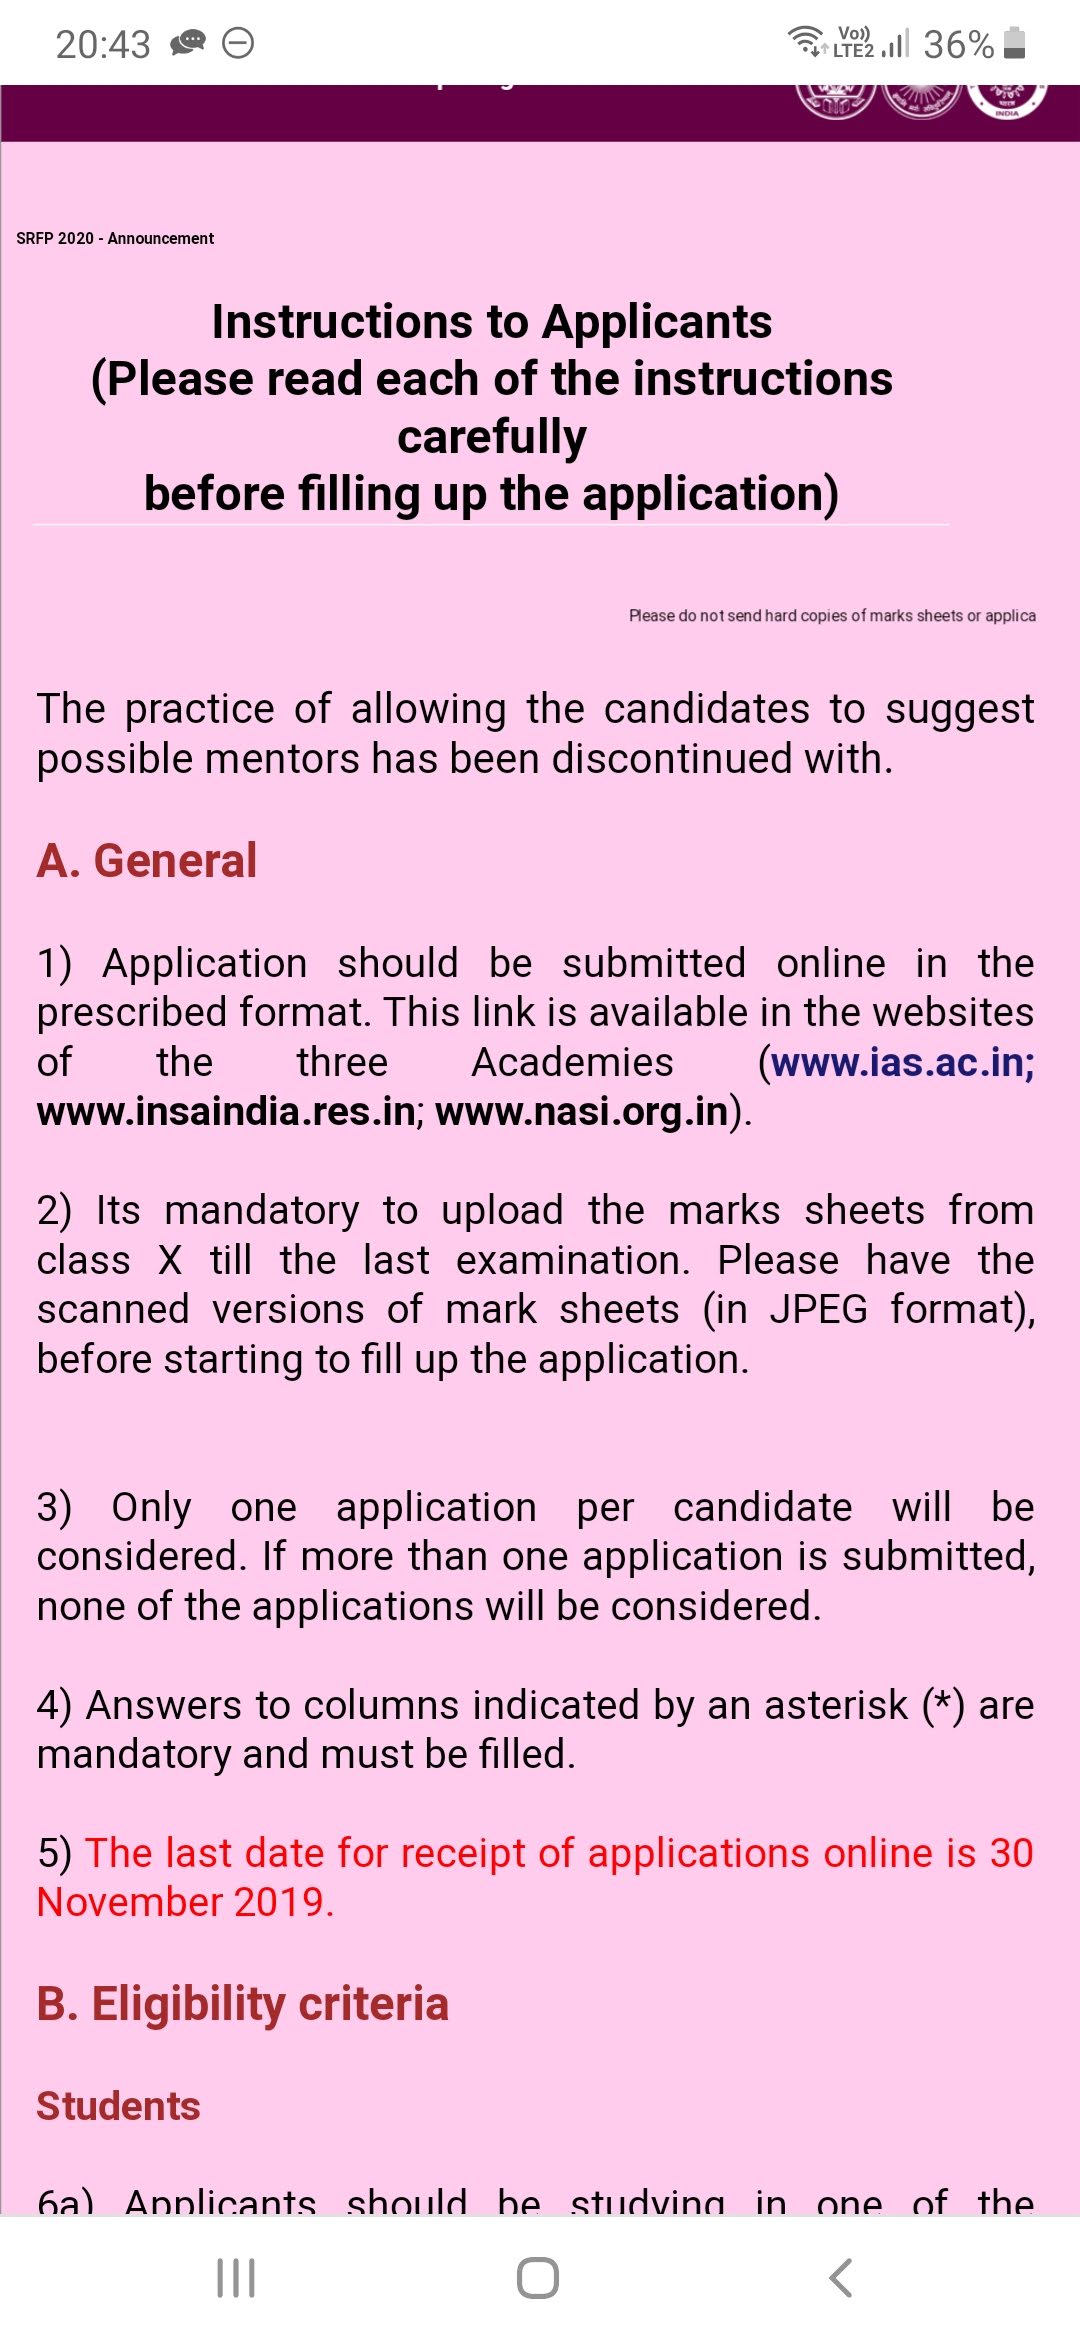 20:43
Vo)) LTE2 36%
INDIA
SRFP 2020 - Announcement
Instructions to Applicants
(Please read each of the instructions
carefully
before filling up the application)
Please do not send hard copies of marks sheets or applica
The practice of allowing the candidates to suggest
possible mentors has been discontinued with.
A. General
1) Application should be submitted online in the
prescribed format. This link is available in the websites
of the three Academies (www.ias.ac.in;
www.insaindia.res.in; www.nasi.org.in).
2) Its mandatory to upload the marks sheets from
class X till the last examination. Please have the
scanned versions of mark sheets (in JPEG format),
before starting to fill up the application.
3) Only one application per candidate will be
considered. If more than one application is submitted,
none of the applications will be considered.
4) Answers to columns indicated by an asterisk (*) are
mandatory and must be filled.
5) The last date for receipt of applications online is 30
November 2019.
B. Eligibility criteria
Students
6a) Applicants should be studying in one of the